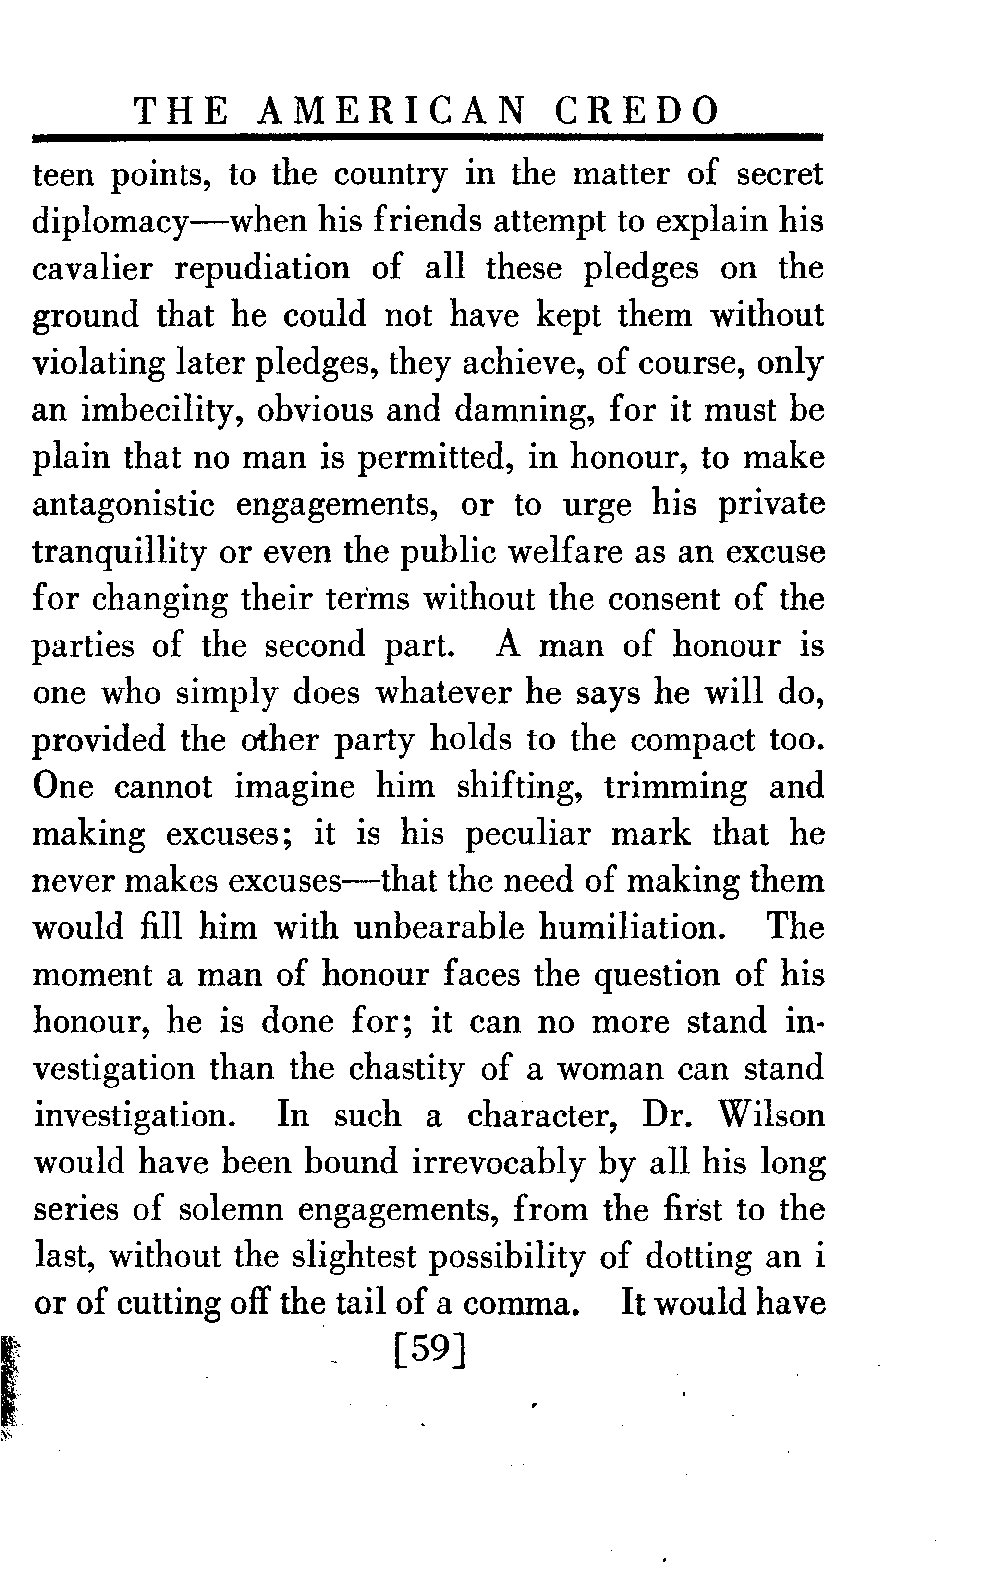 THE AMERICAN CREDO
teen points, to the country in the matter of secret
diplomacy—when his friends attempt to explain his
cavalier repudiation of all these pledges on the
ground that he could not have kept them without
violating later pledges, they achieve, of course, only
an imbecility, obvious and damning, for it must be
plain that no man is permitted, in honour, to make
antagonistic engagements, or to urge his private
tranquillity or even the public welfare as an excuse
for changing their terms without the consent of the
parties of the second part. A man of honour is
one who simply does whatever he says he will do,
provided the other party holds to the compact too.
One cannot imagine him shifting, trimming and
making excuses; it is his peculiar mark that he
never makes excuses—that the need of making them
would fill him with unbearable humiliation. The
moment a man of honour faces the question of his
honour, he is done for; it can no more stand in-
vestigation than the chastity of a woman can stand
investigation. In such a character, Dr. Wilson
would have been bound irrevocably by all his long
series of solemn engagements, from the first to the
last, without the slightest possibility of dotting an i
or of cutting off the tail of a comma. It would have
[59]